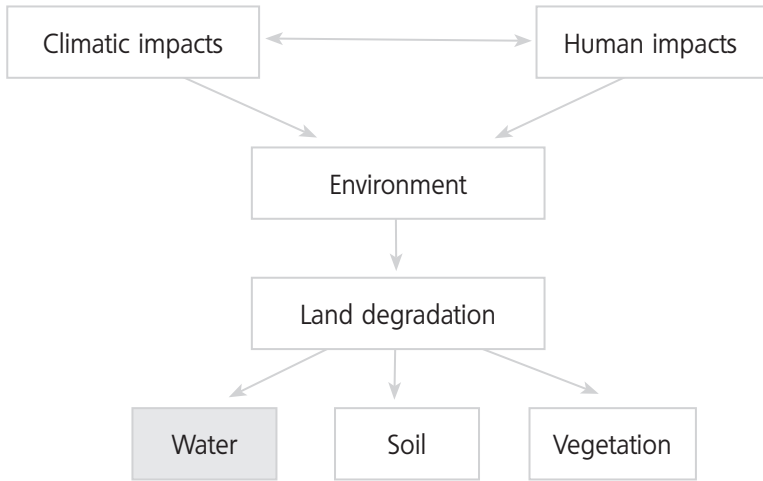 Climatic impacts
Human impacts
Environment
Land degradation
Water
Soil
Vegetation